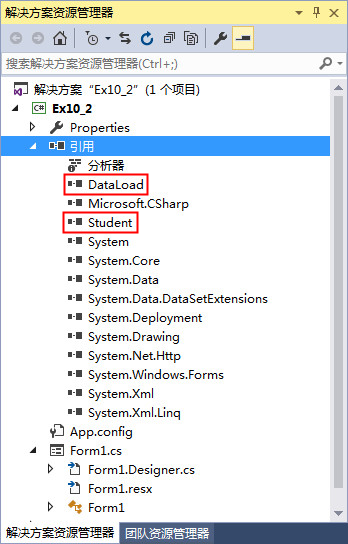 解决方案资源管理器
搜索解决方案资源管理器(Ctrl+;)
解决方案“Ex10_2”(1 个项目)
C# Ex10_2
Properties
引用
分析器
DataLoad
Microsoft.CSharp
Student
System
System.Core
System.Data
System.Data.DataSetExtensions
System.Deployment
System.Drawing
System.Net.Http
System.Windows.Forms
System.Xml
System.Xml.Linq
App.config
Form1.cs
Form1.Designer.cs
Form1.resx
Form1
解决方案资源管理器 团队资源管理器